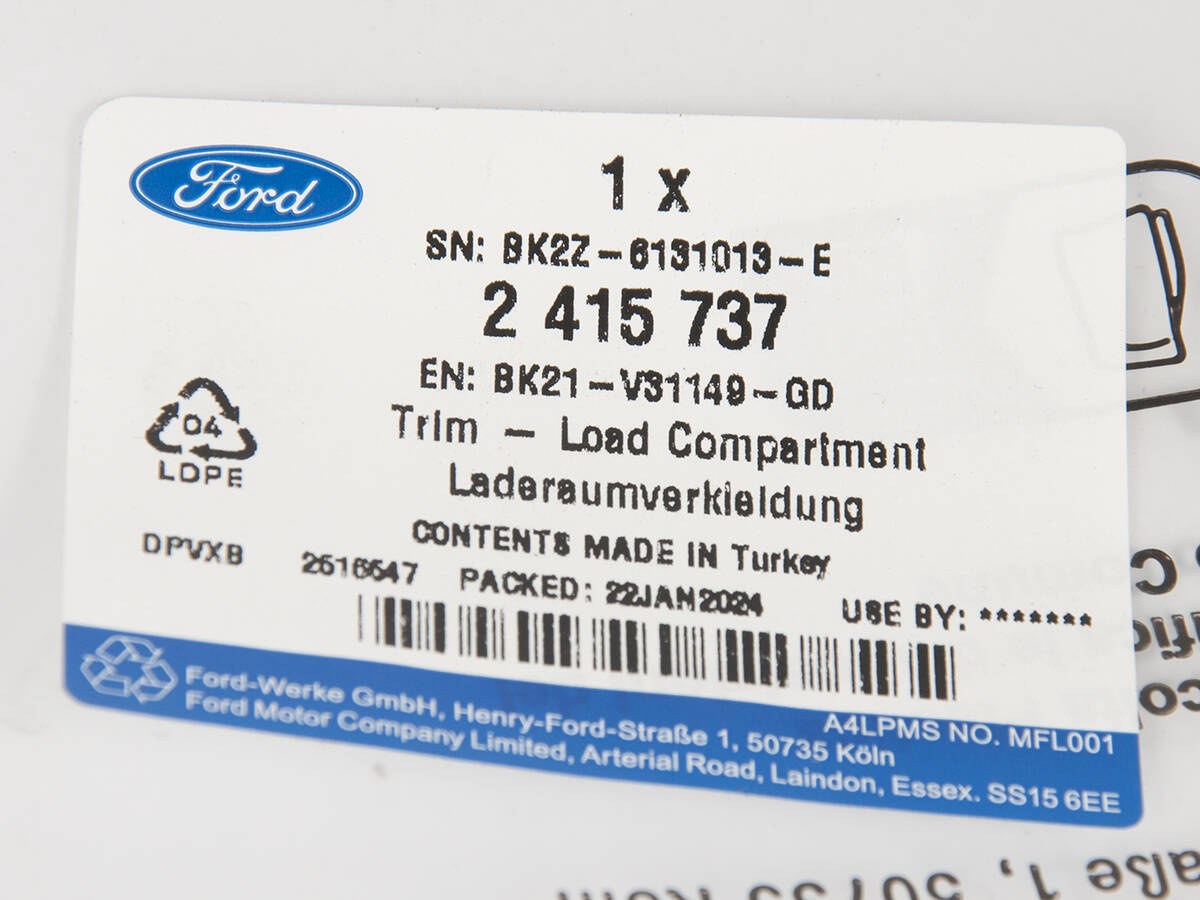 Ford
1 x
SN: BK2Z-6131013-E
2 415 737
EN: BK21-V31149-GD
Trim - Load Compartment
Laderaumverkleidung
04
LDPE
CONTENTS MADE IN Turkey
DPVXB 2616647 PACKED: 22JAN2024 USE BY: *******
A4LPMS NO. MFL001
Ford-Werke GmbH, Henry-Ford-Straße 1, 50735 Köln
Ford Motor Company Limited, Arterial Road, Laindon, Essex. SS15 6EE